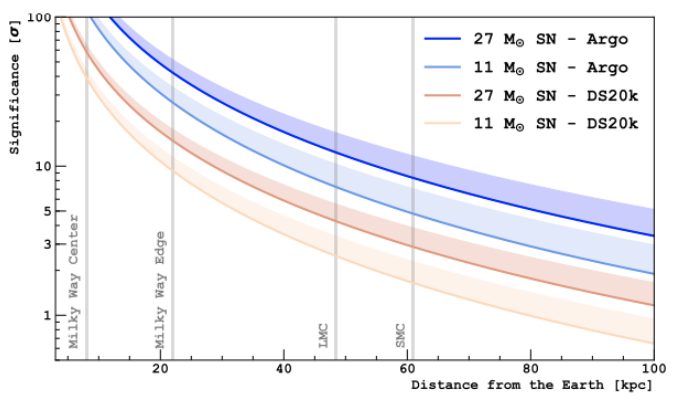 Significance [σ]
100
10
5
3
1
27 M⊙ SN - Argo
11 M⊙ SN - Argo
27 M⊙ SN - DS20k
11 M⊙ SN - DS20k
Milky Way Center
Milky Way Edge
LMC
SMC
20
40
60
80
100
Distance from the Earth [kpc]